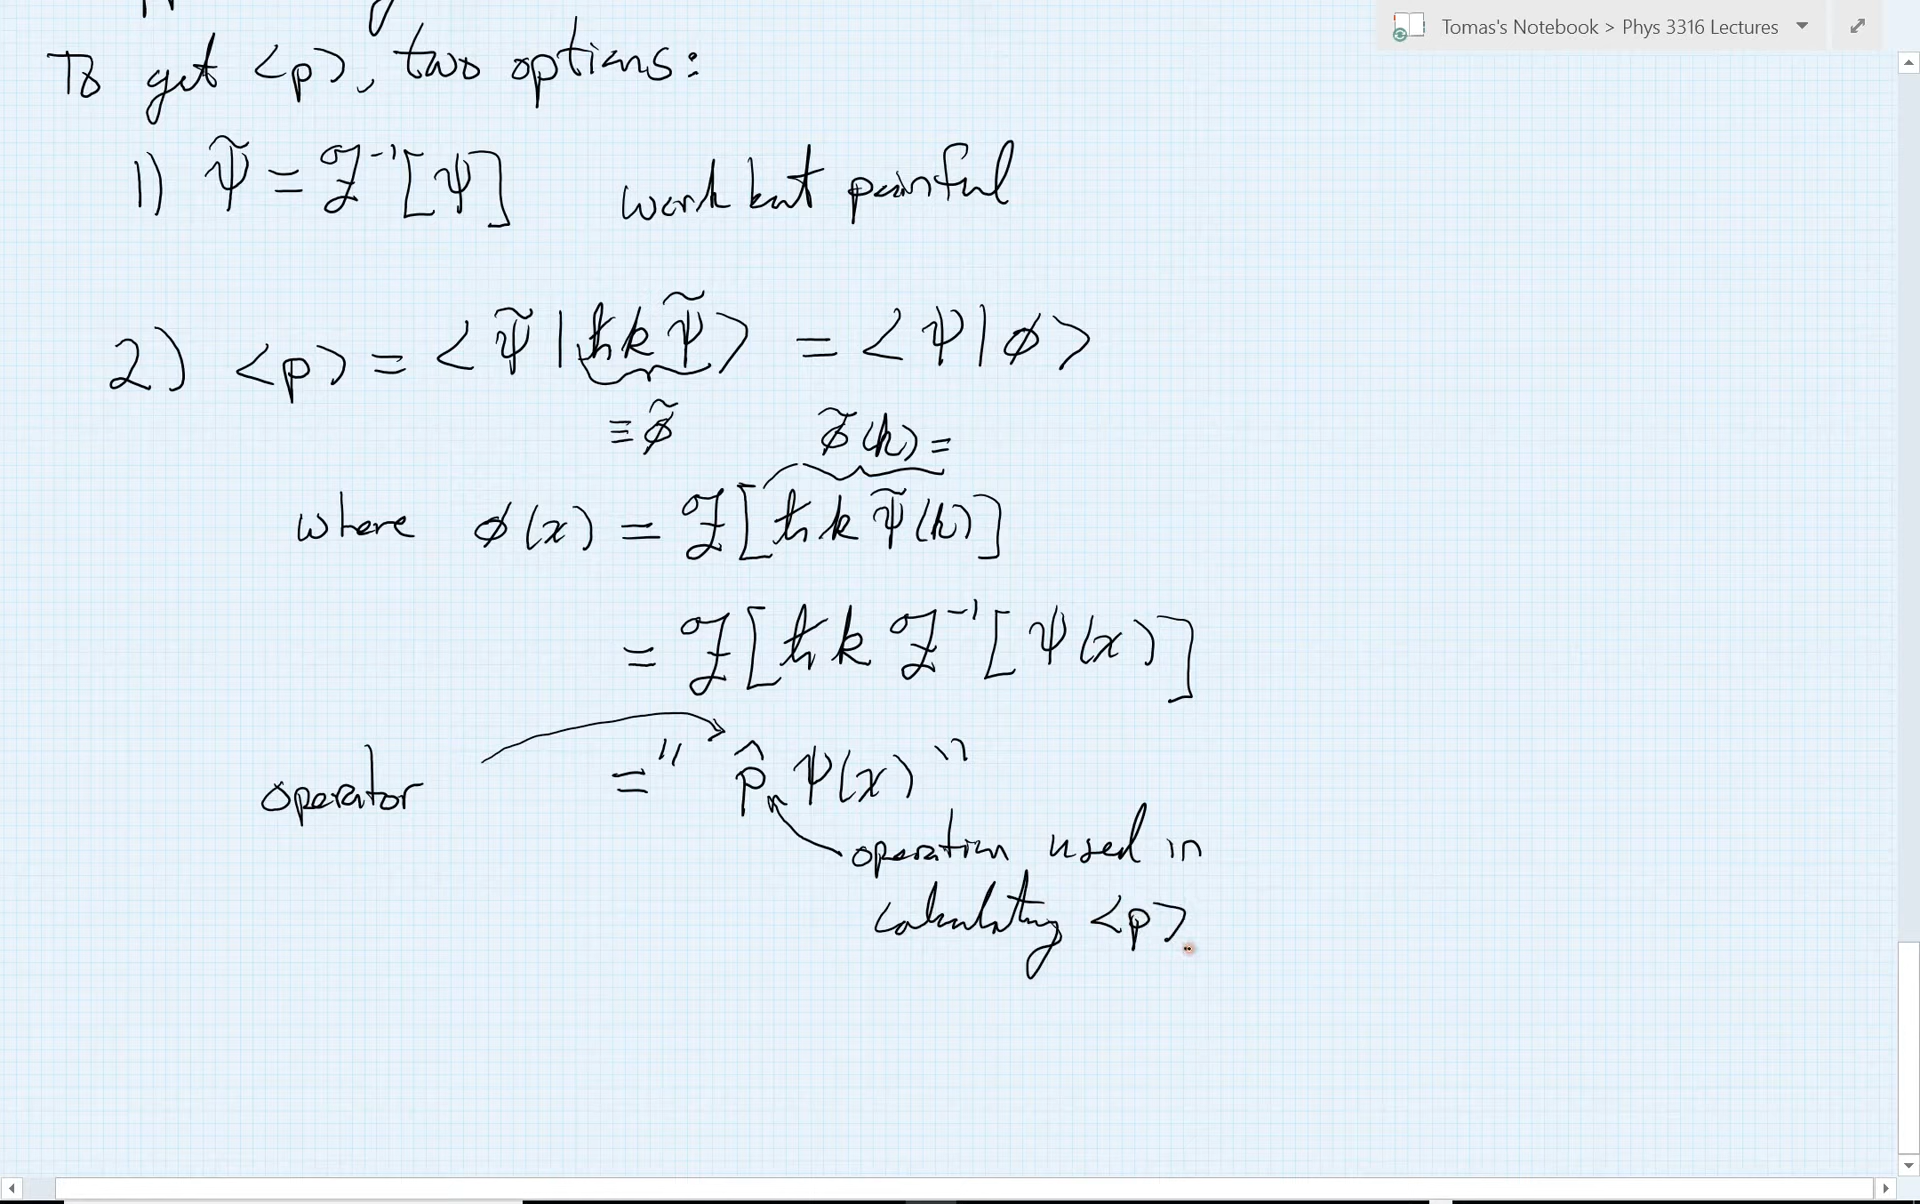 Tomas's Notebook > Phys 3316 Lectures
To get <p>, two options:
1) Ψ̃ = ℱ⁻¹[Ψ] work but painful
2) <p> = <Ψ̃|ħkΨ̃> = <Ψ|ϕ>
≡ ϕ̃ ϕ̃(k) =
where ϕ(x) = ℱ[ħkΨ̃(k)]
= ℱ[ħk ℱ⁻¹[Ψ(x)]
operator = " p̂ Ψ(x) "
operation used in
calculating <p>